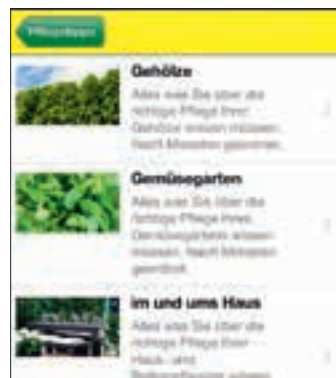 Pflegetipps
Gehölze
Alles was Sie über die
richtige Pflege Ihrer
Gehölze wissen müssen.
Nach Monaten geordnet.
Gemüsegarten
Alles was Sie über die
richtige Pflege Ihres
Gemüsegartens wissen
müssen. Nach Monaten
geordnet.
im und ums Haus
Alles was Sie über die
richtige Pflege Ihrer
Haus- und
wissen